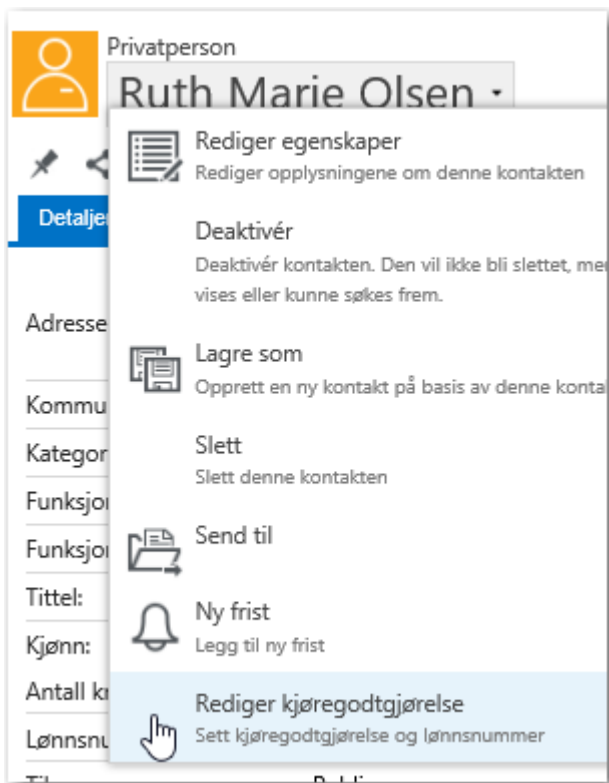 Privatperson
Ruth Marie Olsen
Rediger egenskaper
Rediger opplysningene om denne kontakten
Detaljer
Deaktivér
Deaktivér kontakten. Den vil ikke bli slettet, men
vises eller kunne søkes frem.
Adresse
Lagre som
Opprett en ny kontakt på basis av denne konta
Kommu
Kategor
Slett
Slett denne kontakten
Funksjo
Send til
Funksjo
Tittel:
Ny frist
Kjønn:
Legg til ny frist
Antall k
Rediger kjøregodtgjørelse
Lønnsnu
Sett kjøregodtgjørelse og lønnsnummer